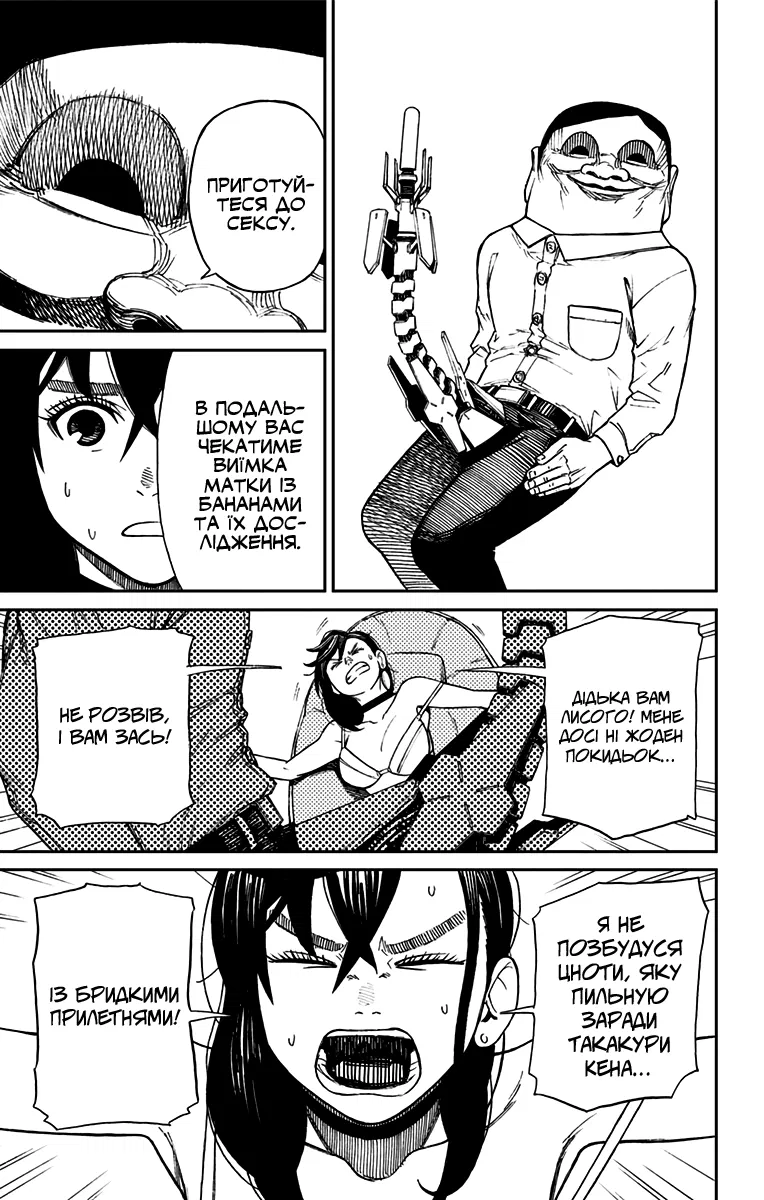 ПРИГОТУЙ-
ТЕСЯ ДО
СЕКСУ.
В ПОДАЛЬ-
ШОМУ ВАС
ЧЕКАТИМЕ
ВИЇМКА
МАТКИ ІЗ
БАНАНАМИ
ТА ЇХ ДОС-
ЛІДЖЕННЯ.
ДІДЬКА ВАМ
ЛИСОГО! МЕНЕ
ДОСІ НІ ЖОДЕН
ПОКИДЬОК...
НЕ РОЗВІВ,
І ВАМ ЗАСЬ!
Я НЕ
ПОЗБУДУСЯ
ЦНОТИ, ЯКУ
ПИЛЬНУЮ
ЗАРАДИ
ТАКАКУРИ
КЕНА...
ІЗ БРИДКИМИ
ПРИЛЕТНЯМИ!